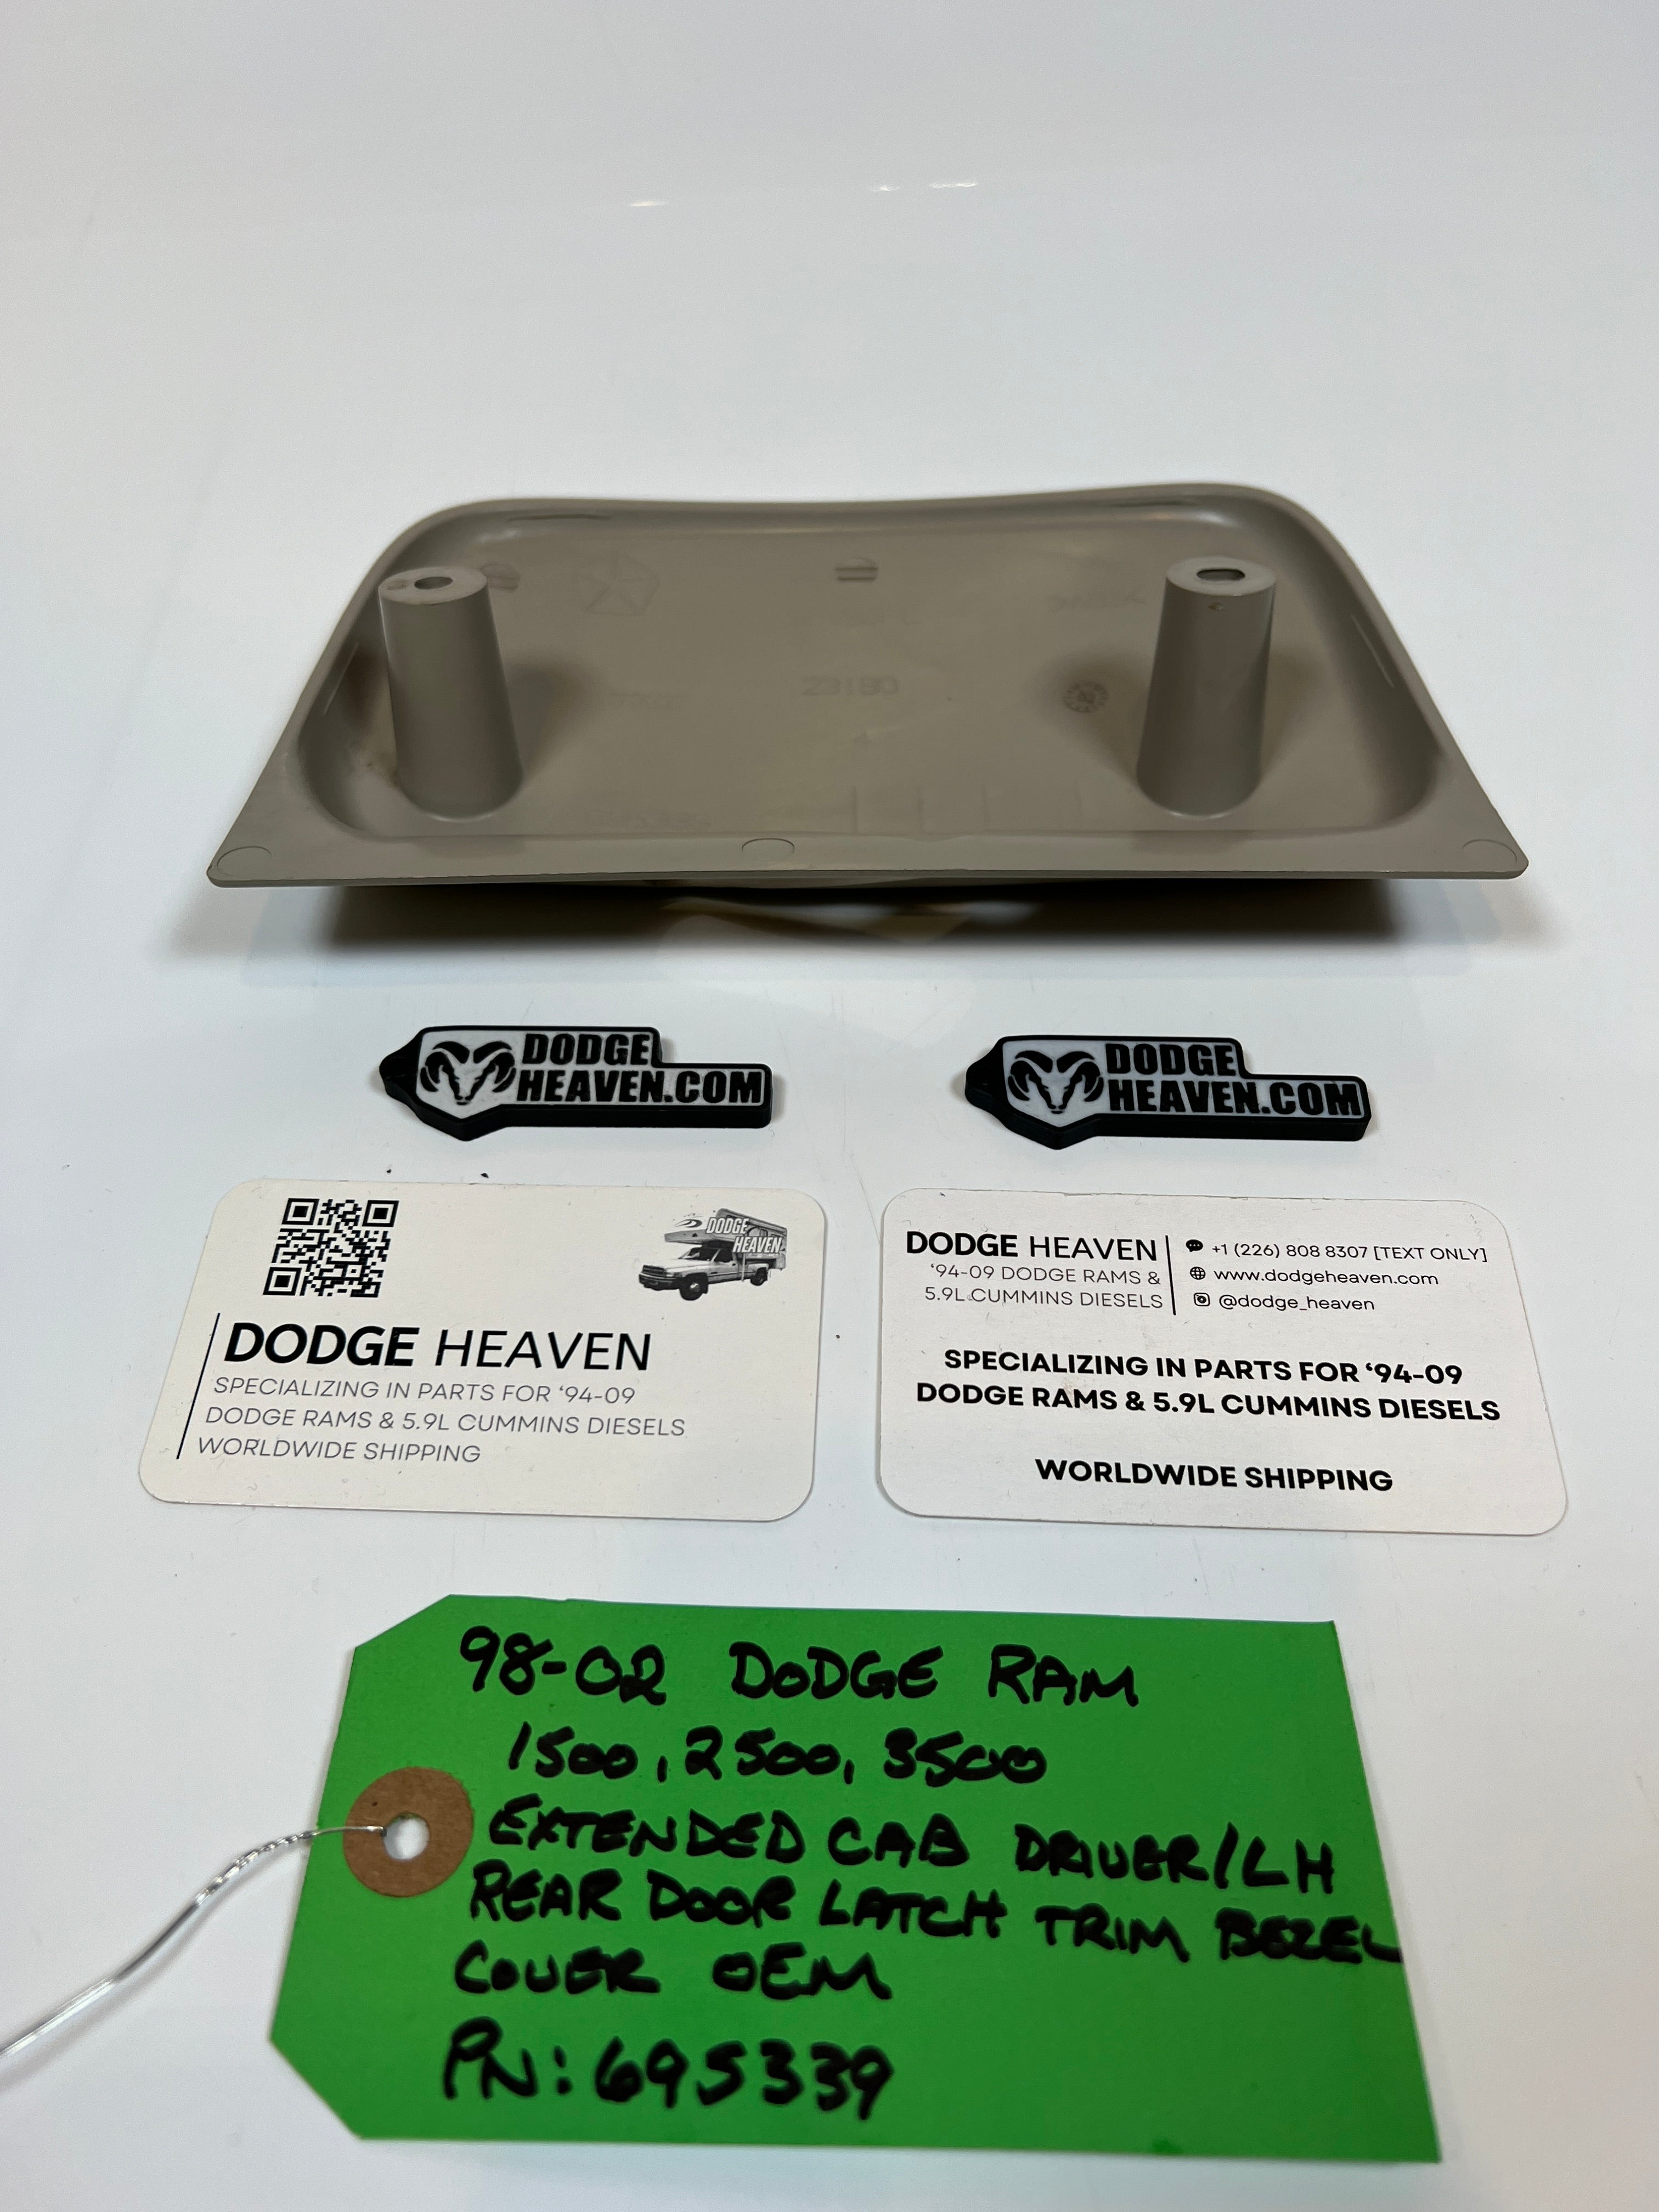 23180
DODGE
HEAVEN.COM
DODGE
HEAVEN.COM
DODGE
HEAVEN
DODGE HEAVEN
SPECIALIZING IN PARTS FOR ‘94-09
DODGE RAMS & 5.9L CUMMINS DIESELS
WORLDWIDE SHIPPING
DODGE HEAVEN
‘94-09 DODGE RAMS &
5.9L CUMMINS DIESELS
+1 (226) 808 8307 [TEXT ONLY]
www.dodgeheaven.com
@dodge_heaven
SPECIALIZING IN PARTS FOR ‘94-09
DODGE RAMS & 5.9L CUMMINS DIESELS
WORLDWIDE SHIPPING
98-02 DODGE RAM
1500, 2500, 3500
EXTENDED CAB DRIVER/LH
REAR DOOR LATCH TRIM BEZEL
COVER OEM
PN: 695339